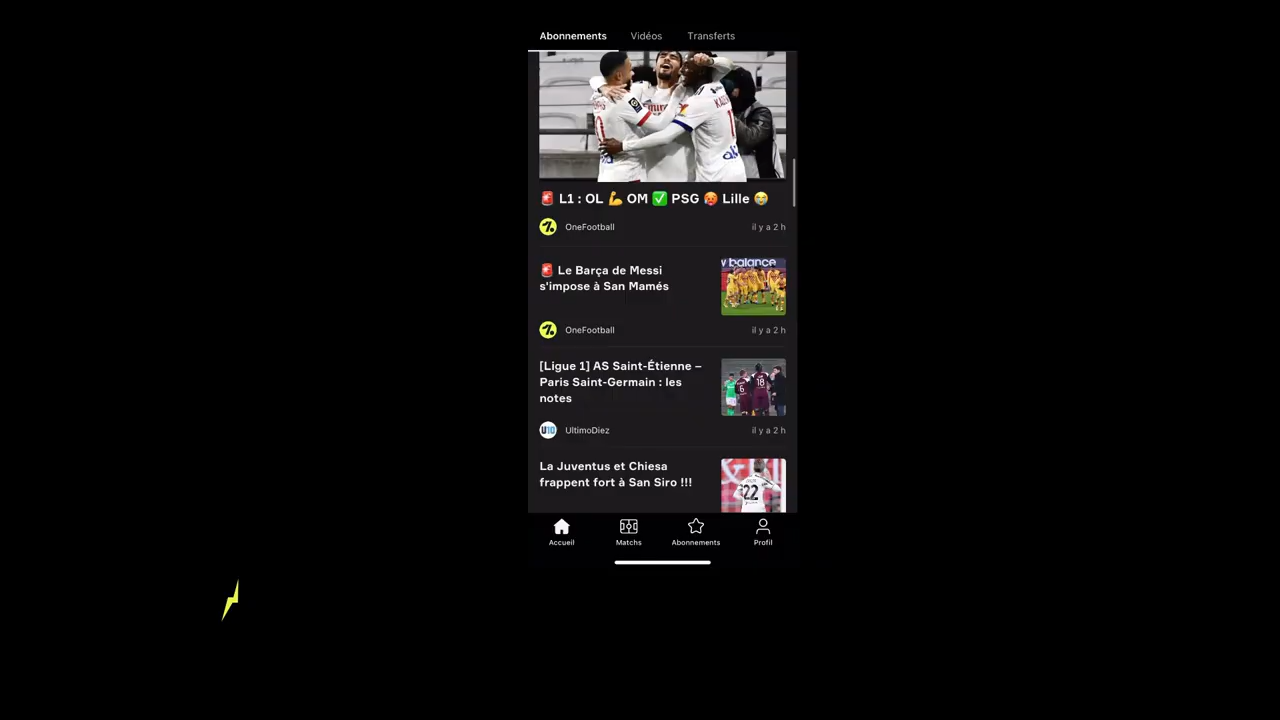 Abonnements Vidéos Transferts
🚨 L1 : OL 💪 OM ✅ PSG 🥵 Lille 😭
OneFootball il y a 2 h
🚨 Le Barça de Messi
s'impose à San Mamés
OneFootball il y a 2 h
[Ligue 1] AS Saint-Étienne –
Paris Saint-Germain : les
notes
U10 UltimoDiez il y a 2 h
La Juventus et Chiesa
frappent fort à San Siro !!!
22
Accueil Matchs Abonnements Profil